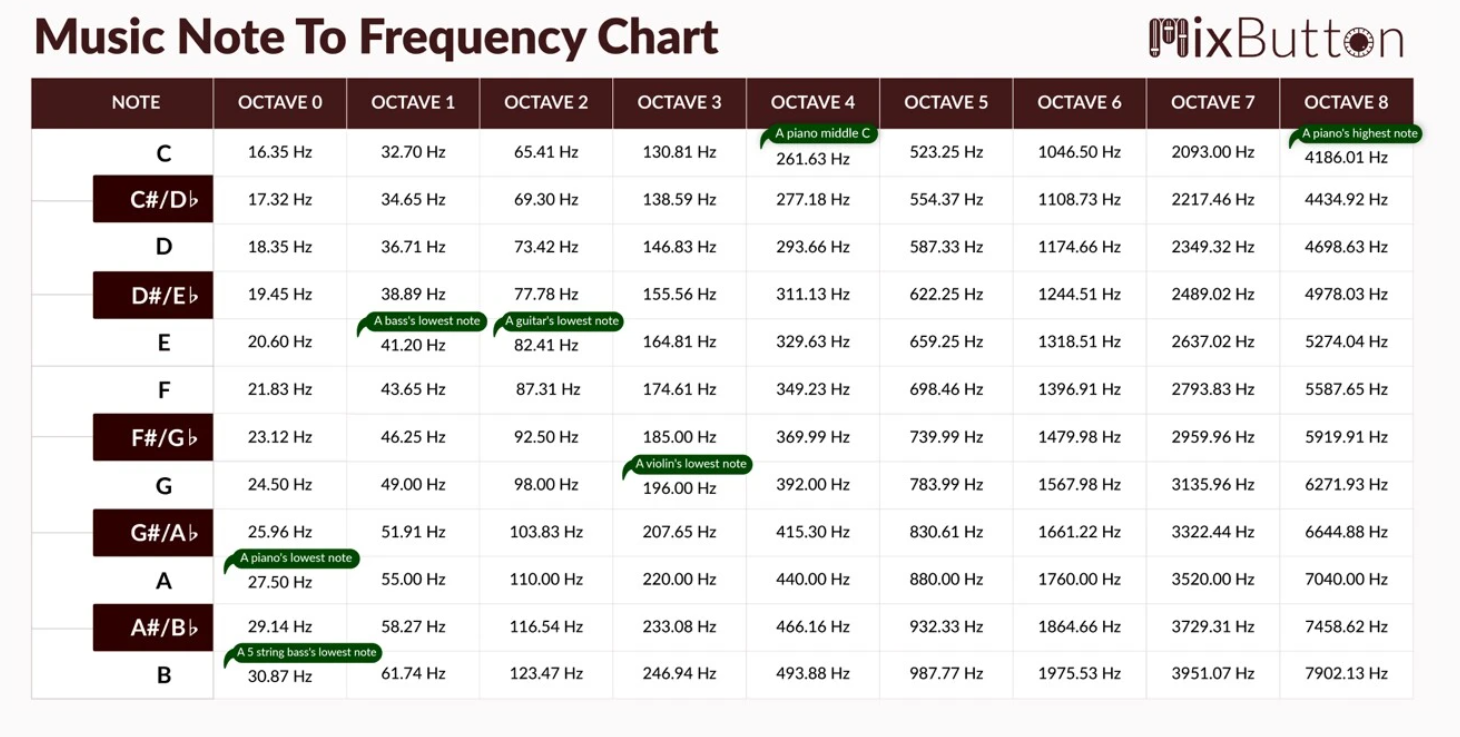 Music Note To Frequency Chart
MixButton
NOTE OCTAVE 0 OCTAVE 1 OCTAVE 2 OCTAVE 3 OCTAVE 4 OCTAVE 5 OCTAVE 6 OCTAVE 7 OCTAVE 8
A piano middle C A piano's highest note
C 16.35 Hz 32.70 Hz 65.41 Hz 130.81 Hz 261.63 Hz 523.25 Hz 1046.50 Hz 2093.00 Hz 4186.01 Hz
C#/D♭ 17.32 Hz 34.65 Hz 69.30 Hz 138.59 Hz 277.18 Hz 554.37 Hz 1108.73 Hz 2217.46 Hz 4434.92 Hz
D 18.35 Hz 36.71 Hz 73.42 Hz 146.83 Hz 293.66 Hz 587.33 Hz 1174.66 Hz 2349.32 Hz 4698.63 Hz
D#/E♭ 19.45 Hz 38.89 Hz 77.78 Hz 155.56 Hz 311.13 Hz 622.25 Hz 1244.51 Hz 2489.02 Hz 4978.03 Hz
A bass's lowest note A guitar's lowest note
E 20.60 Hz 41.20 Hz 82.41 Hz 164.81 Hz 329.63 Hz 659.25 Hz 1318.51 Hz 2637.02 Hz 5274.04 Hz
F 21.83 Hz 43.65 Hz 87.31 Hz 174.61 Hz 349.23 Hz 698.46 Hz 1396.91 Hz 2793.83 Hz 5587.65 Hz
F#/G♭ 23.12 Hz 46.25 Hz 92.50 Hz 185.00 Hz 369.99 Hz 739.99 Hz 1479.98 Hz 2959.96 Hz 5919.91 Hz
A violin's lowest note
G 24.50 Hz 49.00 Hz 98.00 Hz 196.00 Hz 392.00 Hz 783.99 Hz 1567.98 Hz 3135.96 Hz 6271.93 Hz
G#/A♭ 25.96 Hz 51.91 Hz 103.83 Hz 207.65 Hz 415.30 Hz 830.61 Hz 1661.22 Hz 3322.44 Hz 6644.88 Hz
A piano's lowest note
A 27.50 Hz 55.00 Hz 110.00 Hz 220.00 Hz 440.00 Hz 880.00 Hz 1760.00 Hz 3520.00 Hz 7040.00 Hz
A#/B♭ 29.14 Hz 58.27 Hz 116.54 Hz 233.08 Hz 466.16 Hz 932.33 Hz 1864.66 Hz 3729.31 Hz 7458.62 Hz
A 5 string bass's lowest note
B 30.87 Hz 61.74 Hz 123.47 Hz 246.94 Hz 493.88 Hz 987.77 Hz 1975.53 Hz 3951.07 Hz 7902.13 Hz